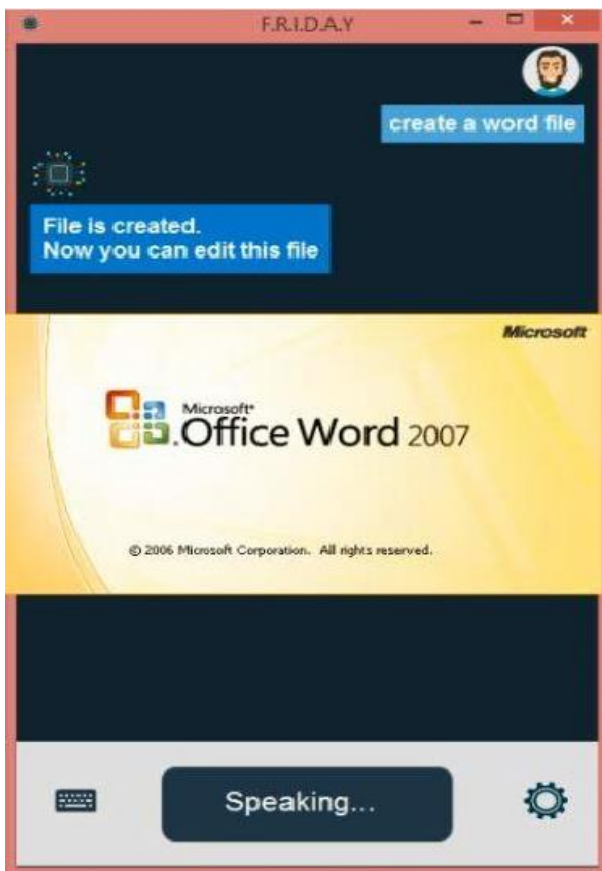 F.R.I.D.A.Y
create a word file
File is created.
Now you can edit this file
Microsoft
Microsoft®
Office Word 2007
© 2006 Microsoft Corporation. All rights reserved.
Speaking...